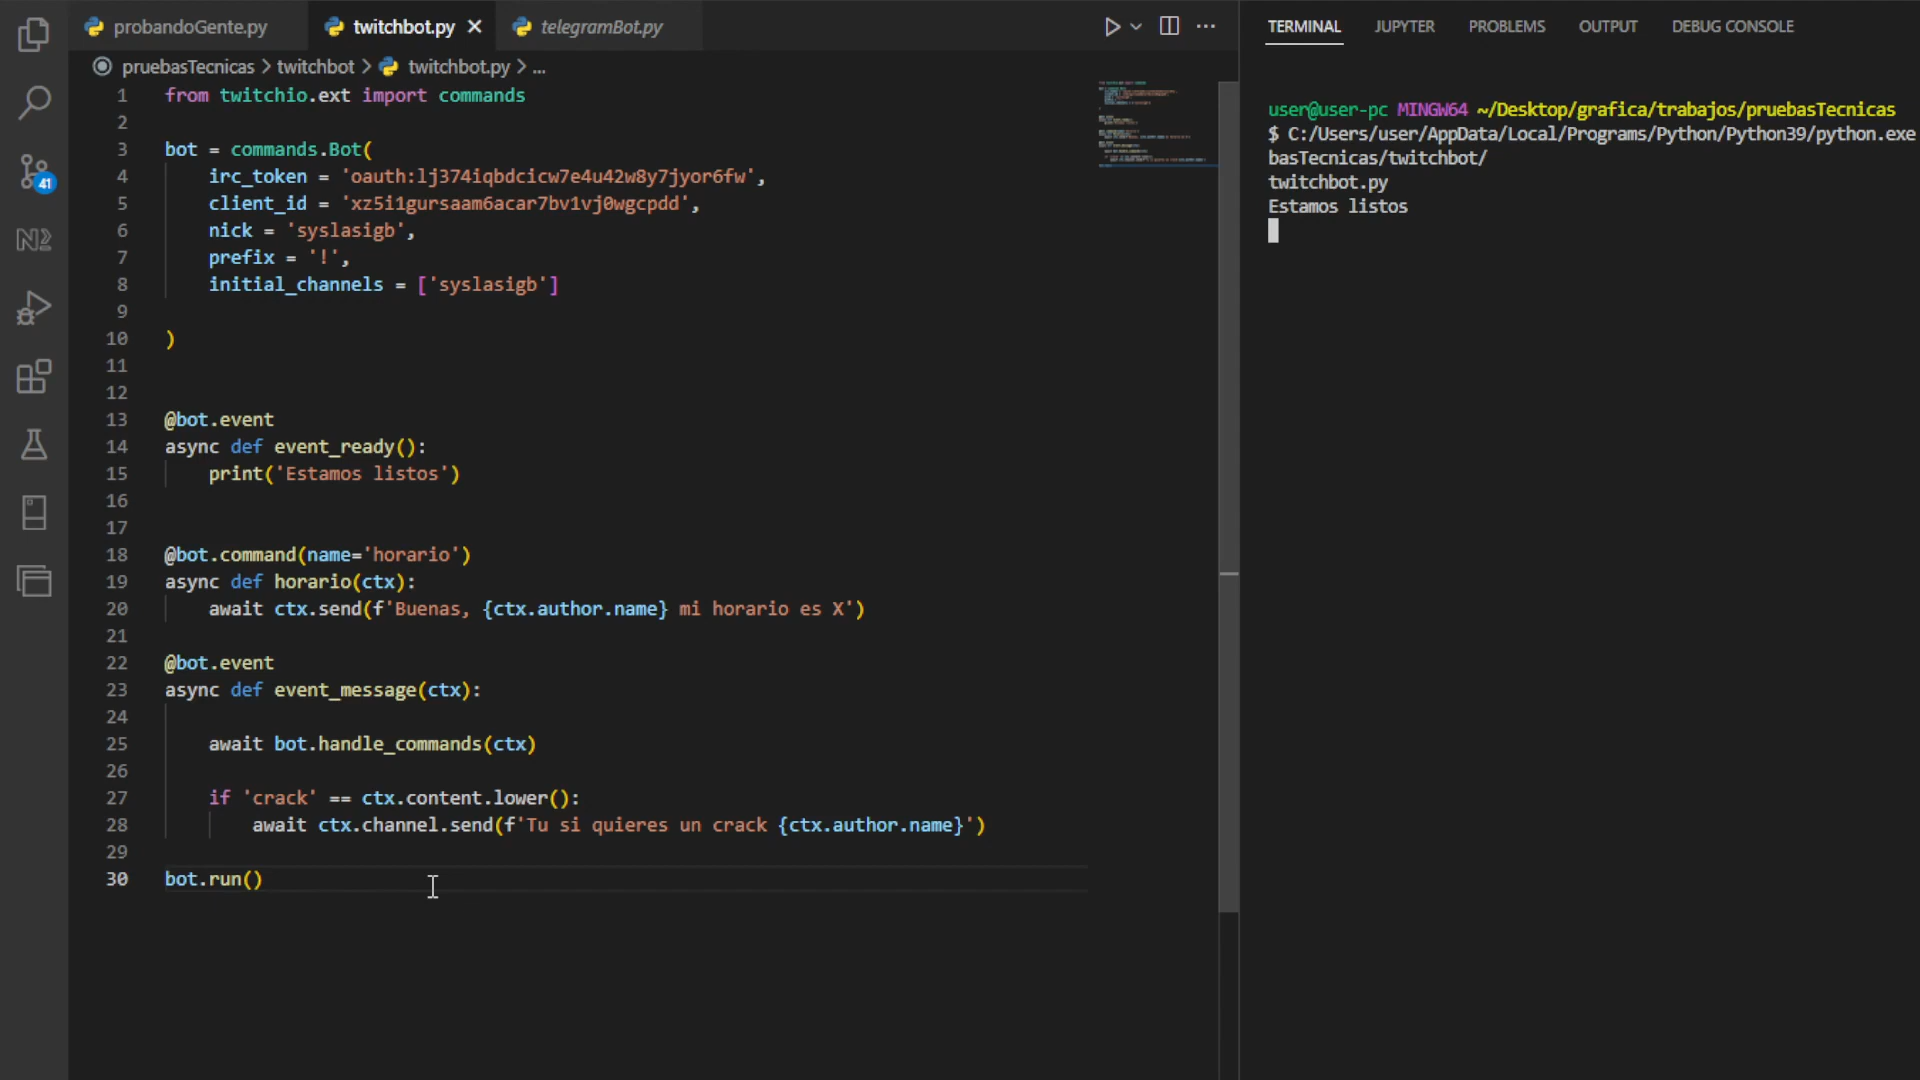 probandoGente.py
twitchbot.py
telegramBot.py
TERMINAL JUPYTER PROBLEMS OUTPUT DEBUG CONSOLE
pruebasTecnicas > twitchbot > twitchbot.py > ...
1 from twitchio.ext import commands
2
3 bot = commands.Bot(
4 irc_token = 'oauth:lj374iqbdcicw7e4u42w8y7jyor6fw',
5 client_id = 'xz5i1gursaam6acar7bv1vj0wgcpdd',
6 nick = 'syslasigb',
7 prefix = '!',
8 initial_channels = ['syslasigb']
9
10 )
11
12
13 @bot.event
14 async def event_ready():
15 print('Estamos listos')
16
17
18 @bot.command(name='horario')
19 async def horario(ctx):
20 await ctx.send(f'Buenas, {ctx.author.name} mi horario es X')
21
22 @bot.event
23 async def event_message(ctx):
24
25 await bot.handle_commands(ctx)
26
27 if 'crack' == ctx.content.lower():
28 await ctx.channel.send(f'Tu si quieres un crack {ctx.author.name}')
29
30 bot.run()
41
user@user-pc MINGW64 ~/Desktop/grafica/trabajos/pruebasTecnicas
$ C:/Users/user/AppData/Local/Programs/Python/Python39/python.exe
basTecnicas/twitchbot/
twitchbot.py
Estamos listos